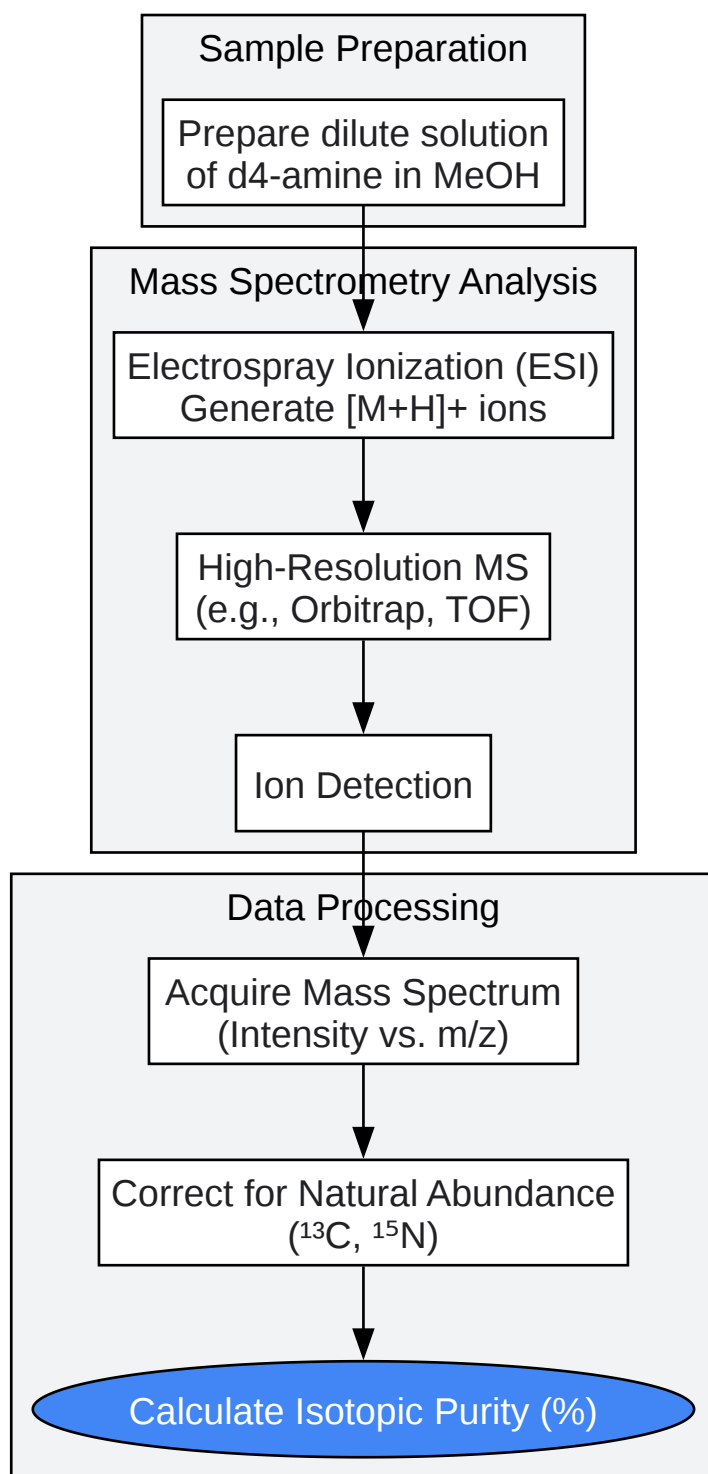 Sample Preparation
Prepare dilute solution
of d4-amine in MeOH
Mass Spectrometry Analysis
Electrospray Ionization (ESI)
Generate [M+H]+ ions
High-Resolution MS
(e.g., Orbitrap, TOF)
Ion Detection
Data Processing
Acquire Mass Spectrum
(Intensity vs. m/z)
Correct for Natural Abundance
(¹³C, ¹⁵N)
Calculate Isotopic Purity (%)